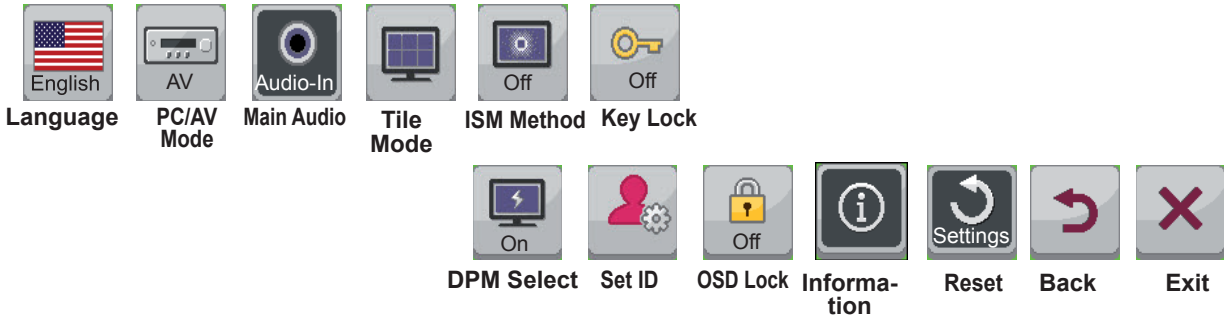 English
AV
Audio-In
Off
Off
Language
PC/AV
Mode
Main Audio
Tile
Mode
ISM Method
Key Lock
On
Off
Settings
DPM Select
Set ID
OSD Lock
Informa-
tion
Reset
Back
Exit